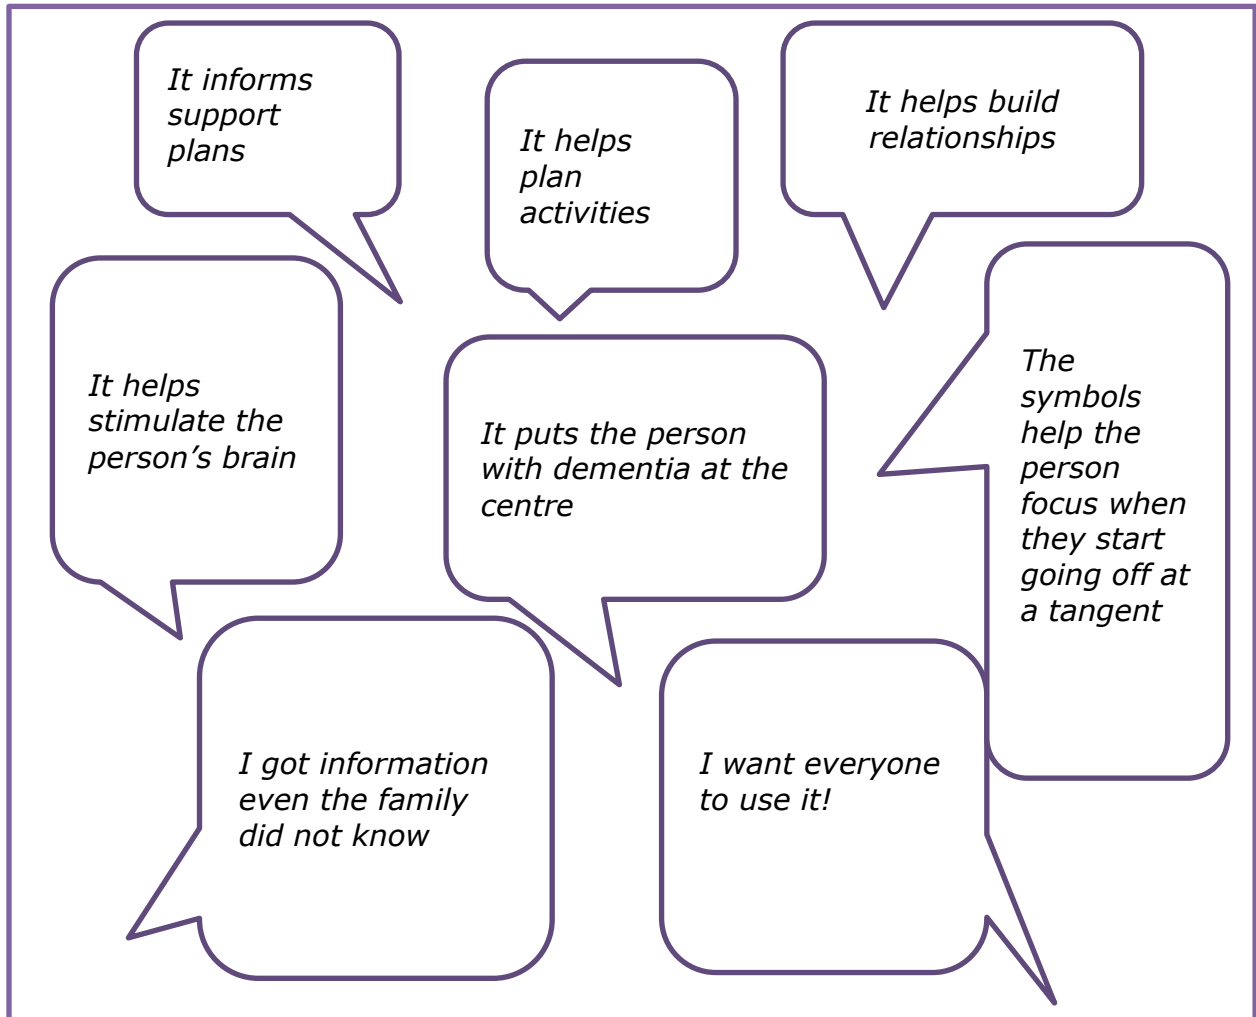 It informs
support
plans
It helps
plan
activities
It helps build
relationships
It helps
stimulate the
person’s brain
It puts the person
with dementia at the
centre
The
symbols
help the
person
focus when
they start
going off at
a tangent
I got information
even the family
did not know
I want everyone
to use it!